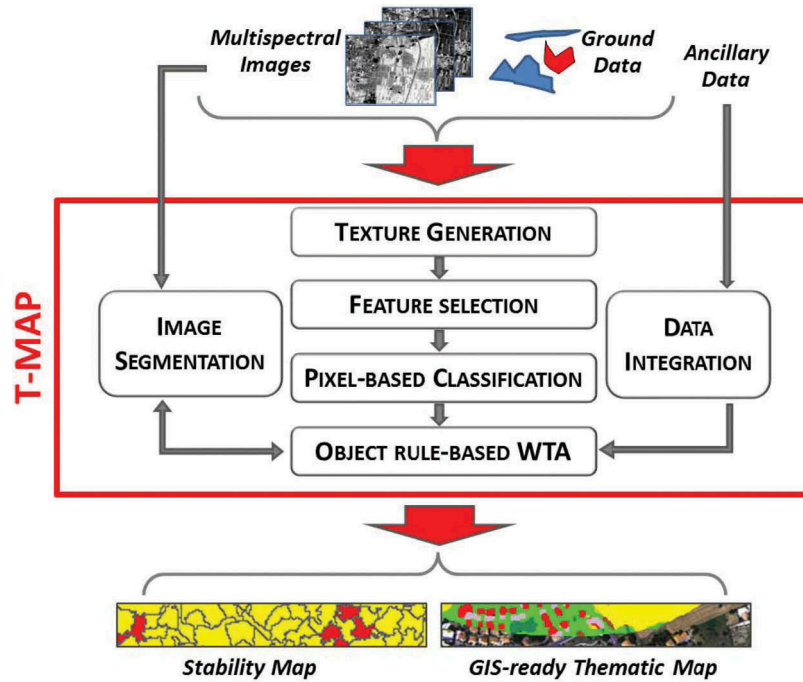 Multispectral
Images
Ground
Data
Ancillary
Data
T-MAP
TEXTURE GENERATION
FEATURE SELECTION
PIXEL-BASED CLASSIFICATION
OBJECT RULE-BASED WTA
IMAGE
SEGMENTATION
DATA
INTEGRATION
Stability Map
GIS-ready Thematic Map